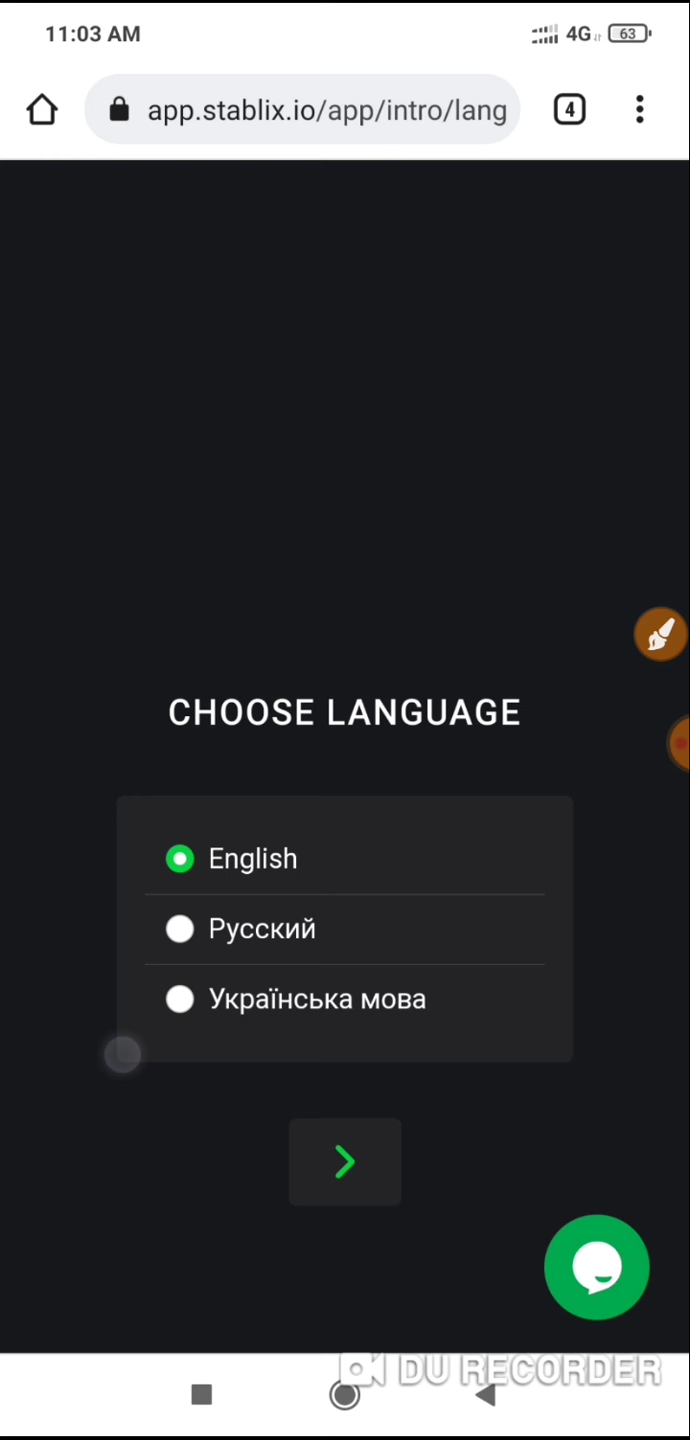 11:03 AM
4G 63
app.stablix.io/app/intro/lang
4
CHOOSE LANGUAGE
English
Русский
Українська мова
DU RECORDER